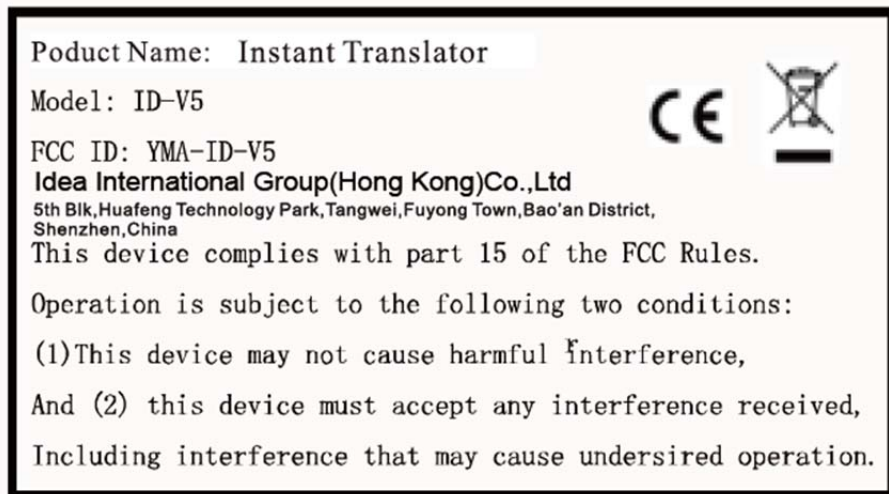 Poduct Name: Instant Translator
Model: ID-V5
CE
FCC ID: YMA-ID-V5
Idea International Group(Hong Kong)Co.,Ltd
5th Blk,Huafeng Technology Park,Tangwei,Fuyong Town,Bao'an District,
Shenzhen,China
This device complies with part 15 of the FCC Rules.
Operation is subject to the following two conditions:
(1)This device may not cause harmful interference,
And (2) this device must accept any interference received,
Including interference that may cause undersired operation.